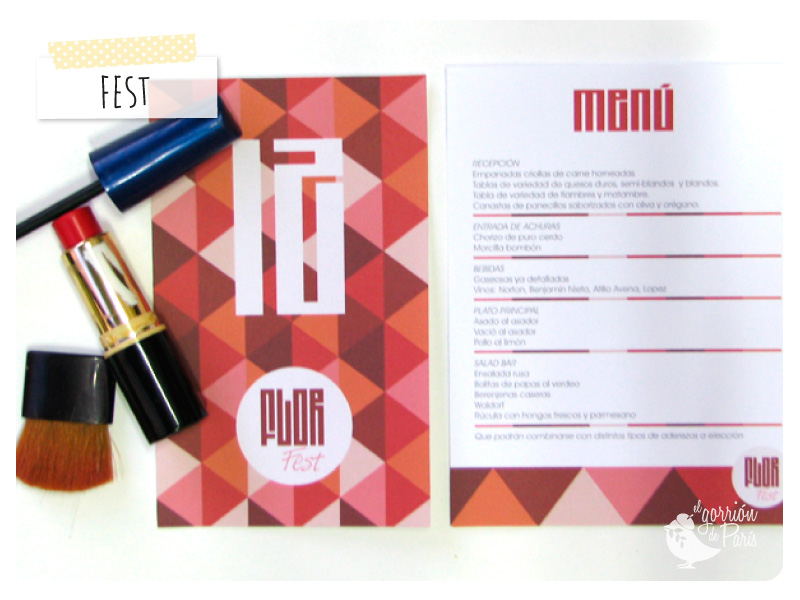 FEST
12
FLOR
Fest
MENÚ
RECEPCIÓN
Empanadas criollas de carne horneadas.
Tablas de variedad de quesos duros, semi-blandos y blandos.
Tabla de variedad de fiambres y matambre.
Canastas de panecillos saborizados con oliva y orégano.
ENTRADA DE ACHURAS
Chorizo de puro cerdo
Morcilla bombón
BEBIDAS
Gaseosas ya detalladas
Vinos: Norton, Benjamín Nieto, Atilio Avena, Lopez
PLATO PRINCIPAL
Asado al asador
Vacío al asador
Pollo al limón
SALAD BAR
Ensalada rusa
Bolitas de papas al verdeo
Berenjenas caseras
Waldorf
Rúcula con hongos frescos y parmesano
Que podrán combinarse con distintos tipos de aderezos a elección
FLOR
Fest
el gorrión
de París